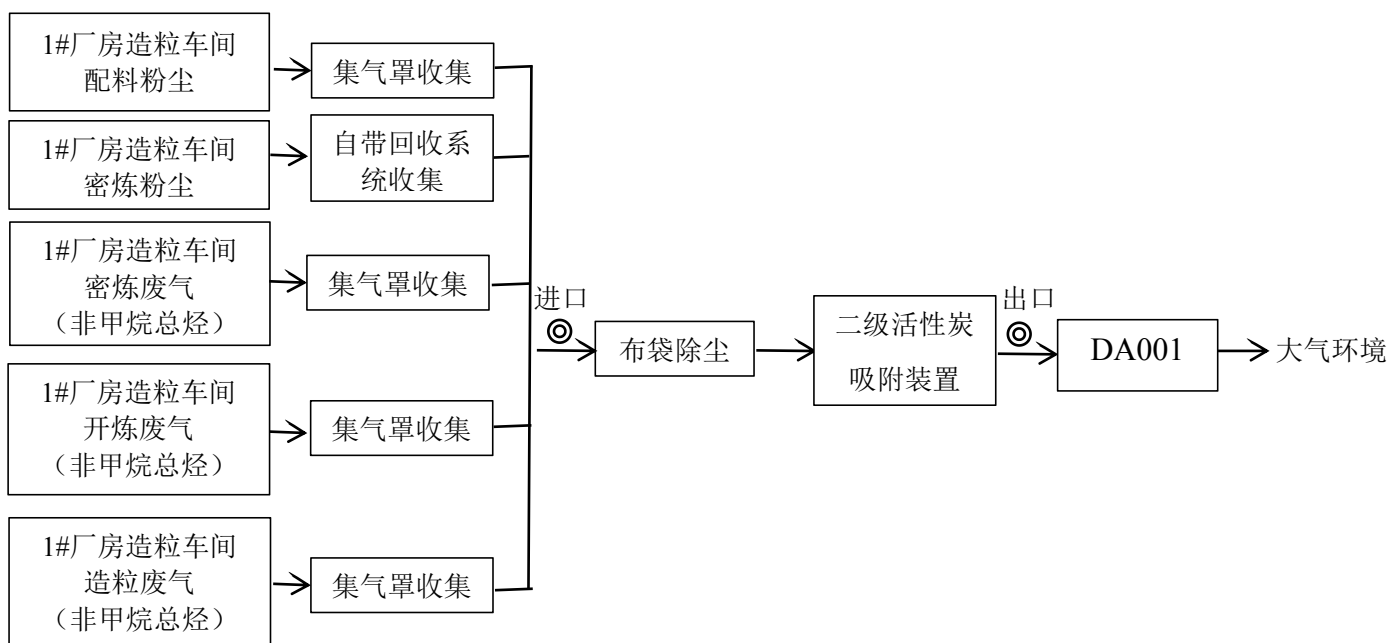 1#厂房造粒车间
配料粉尘
集气罩收集
1#厂房造粒车间
密炼粉尘
自带回收系
统收集
1#厂房造粒车间
密炼废气
（非甲烷总烃）
集气罩收集
1#厂房造粒车间
开炼废气
（非甲烷总烃）
集气罩收集
1#厂房造粒车间
造粒废气
（非甲烷总烃）
集气罩收集
进口
布袋除尘
二级活性炭
吸附装置
出口
DA001
大气环境